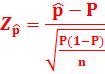 Z_p̂ = (p̂ − P) / √(P(1−P) / n)